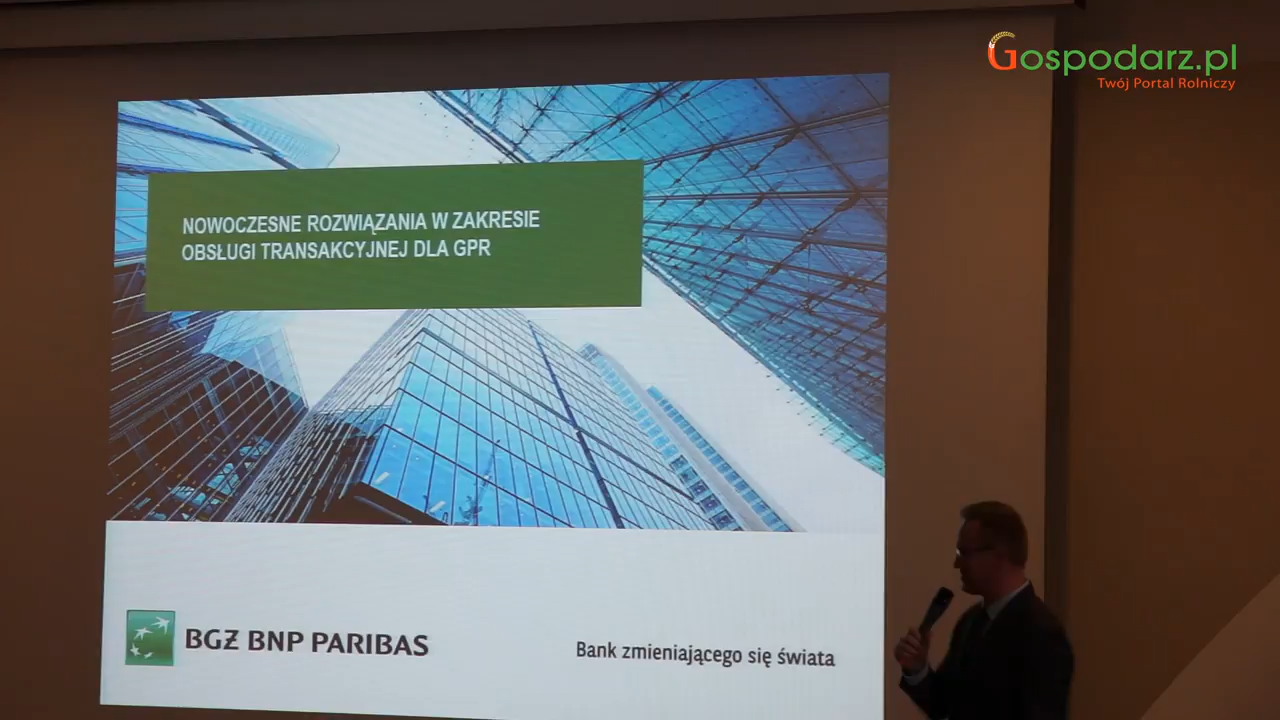 Gospodarz.pl
Twój Portal Rolniczy
NOWOCZESNE ROZWIĄZANIA W ZAKRESIE
OBSŁUGI TRANSAKCYJNEJ DLA GPR
BGŻ BNP PARIBAS
Bank zmieniającego się świata